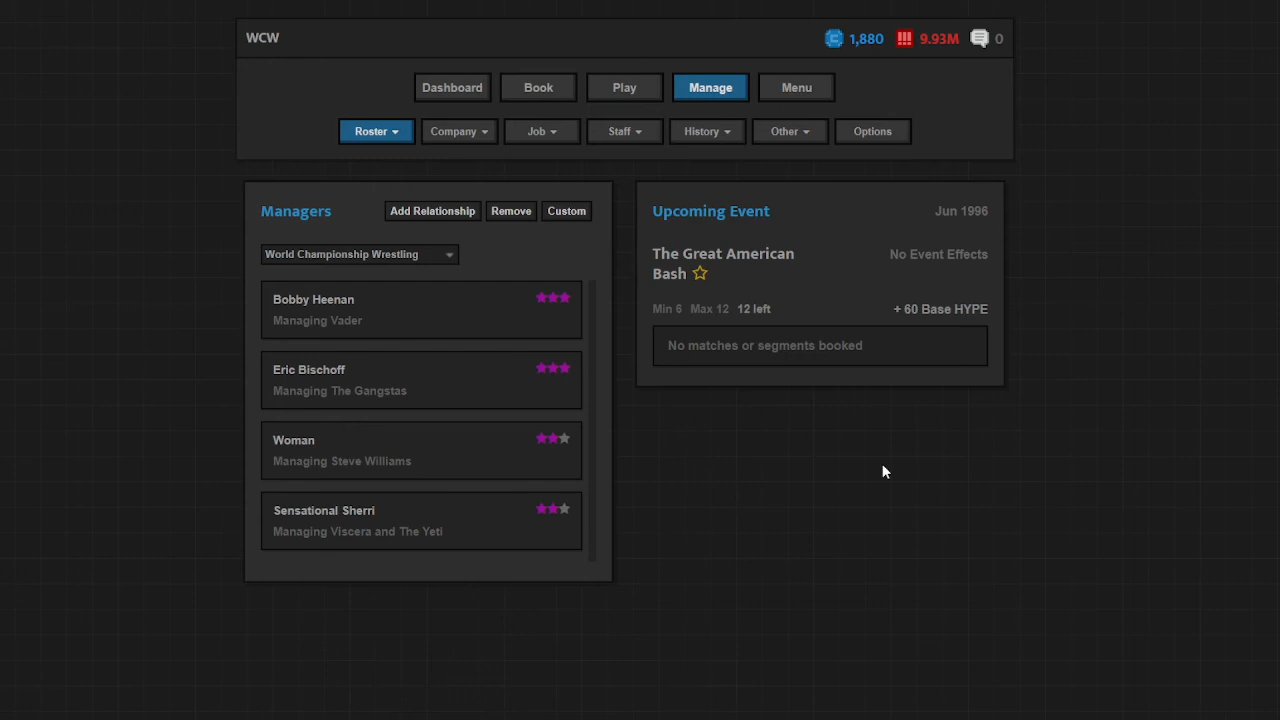 WCW
1,880 9.93M 0
Dashboard Book Play Manage Menu
Roster Company Job Staff History Other Options
Managers Add Relationship Remove Custom
World Championship Wrestling
Bobby Heenan
Managing Vader
Eric Bischoff
Managing The Gangstas
Woman
Managing Steve Williams
Sensational Sherri
Managing Viscera and The Yeti
Upcoming Event Jun 1996
The Great American No Event Effects
Bash
Min 6 Max 12 12 left + 60 Base HYPE
No matches or segments booked